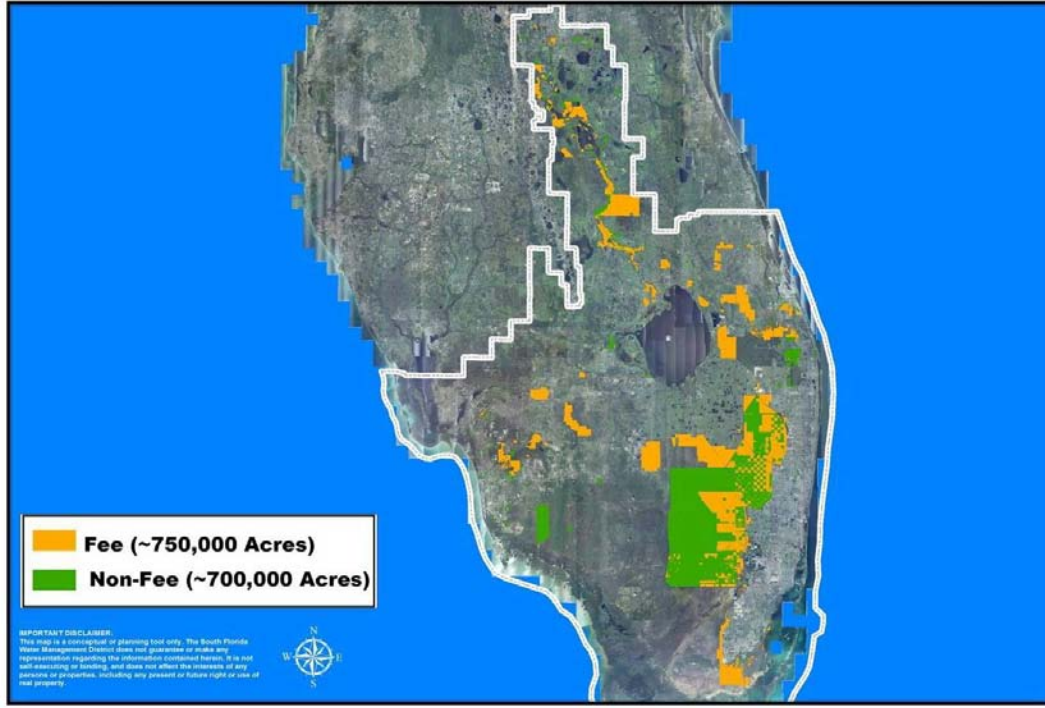 Fee (~750,000 Acres)
Non-Fee (~700,000 Acres)
IMPORTANT DISCLAIMER:
This map is a conceptual or planning tool only. The South Florida
Water Management District does not guarantee or make any
representation regarding the information contained herein. It is not
self-executing or binding, and does not affect the interests of any
persons or properties, including any present or future right or use of
real property.
N
W
E
S